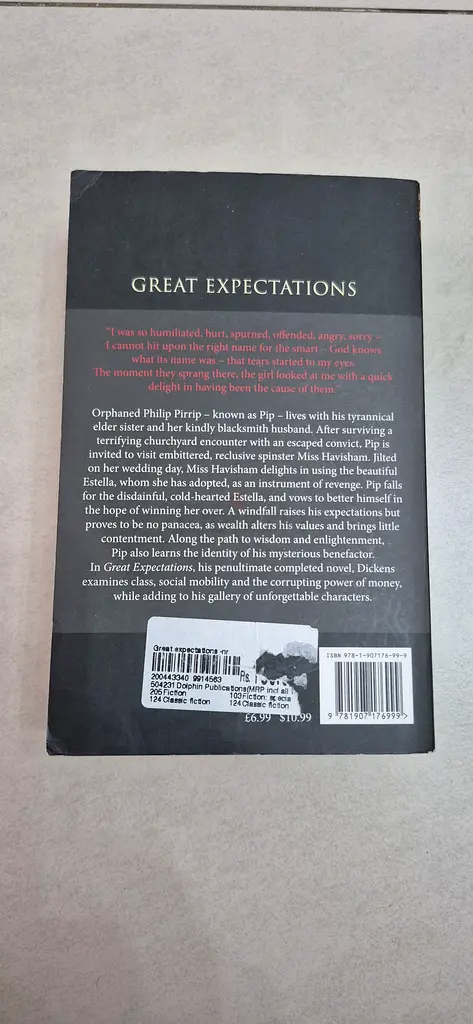 GREAT EXPECTATIONS
"I was so humiliated, hurt, spurned, offended, angry, sorry –
I cannot hit upon the right name for the smart – God knows
what its name was – that tears started to my eyes.
The moment they sprang there, the girl looked at me with a quick
delight in having been the cause of them."
Orphaned Philip Pirrip – known as Pip – lives with his tyrannical
elder sister and her kindly blacksmith husband. After surviving a
terrifying churchyard encounter with an escaped convict, Pip is
invited to visit embittered, reclusive spinster Miss Havisham. Jilted
on her wedding day, Miss Havisham delights in using the beautiful
Estella, whom she has adopted, as an instrument of revenge. Pip falls
for the disdainful, cold-hearted Estella, and vows to better himself in
the hope of winning her over. A windfall raises his expectations but
proves to be no panacea, as wealth alters his values and brings little
contentment. Along the path to wisdom and enlightenment,
Pip also learns the identity of his mysterious benefactor.
In Great Expectations, his penultimate completed novel, Dickens
examines class, social mobility and the corrupting power of money,
while adding to his gallery of unforgettable characters.
Great expectations -nr
Rs.
200443340 9914563
504231 Dolphin Publications(MRP incl all
205 Fiction 103 Fiction: specia
124 Classic fiction 124 Classic fiction
£6.99 $10.99
ISBN 978-1-907176-99-9
9 781907 176999>